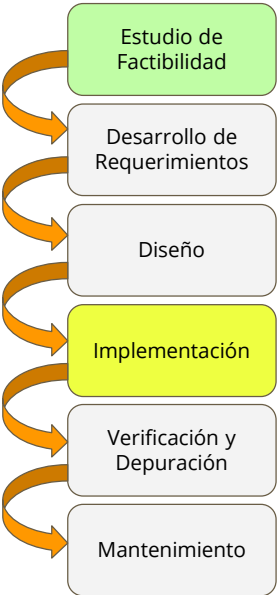 Estudio de
Factibilidad
Desarrollo de
Requerimientos
Diseño
Implementación
Verificación y
Depuración
Mantenimiento